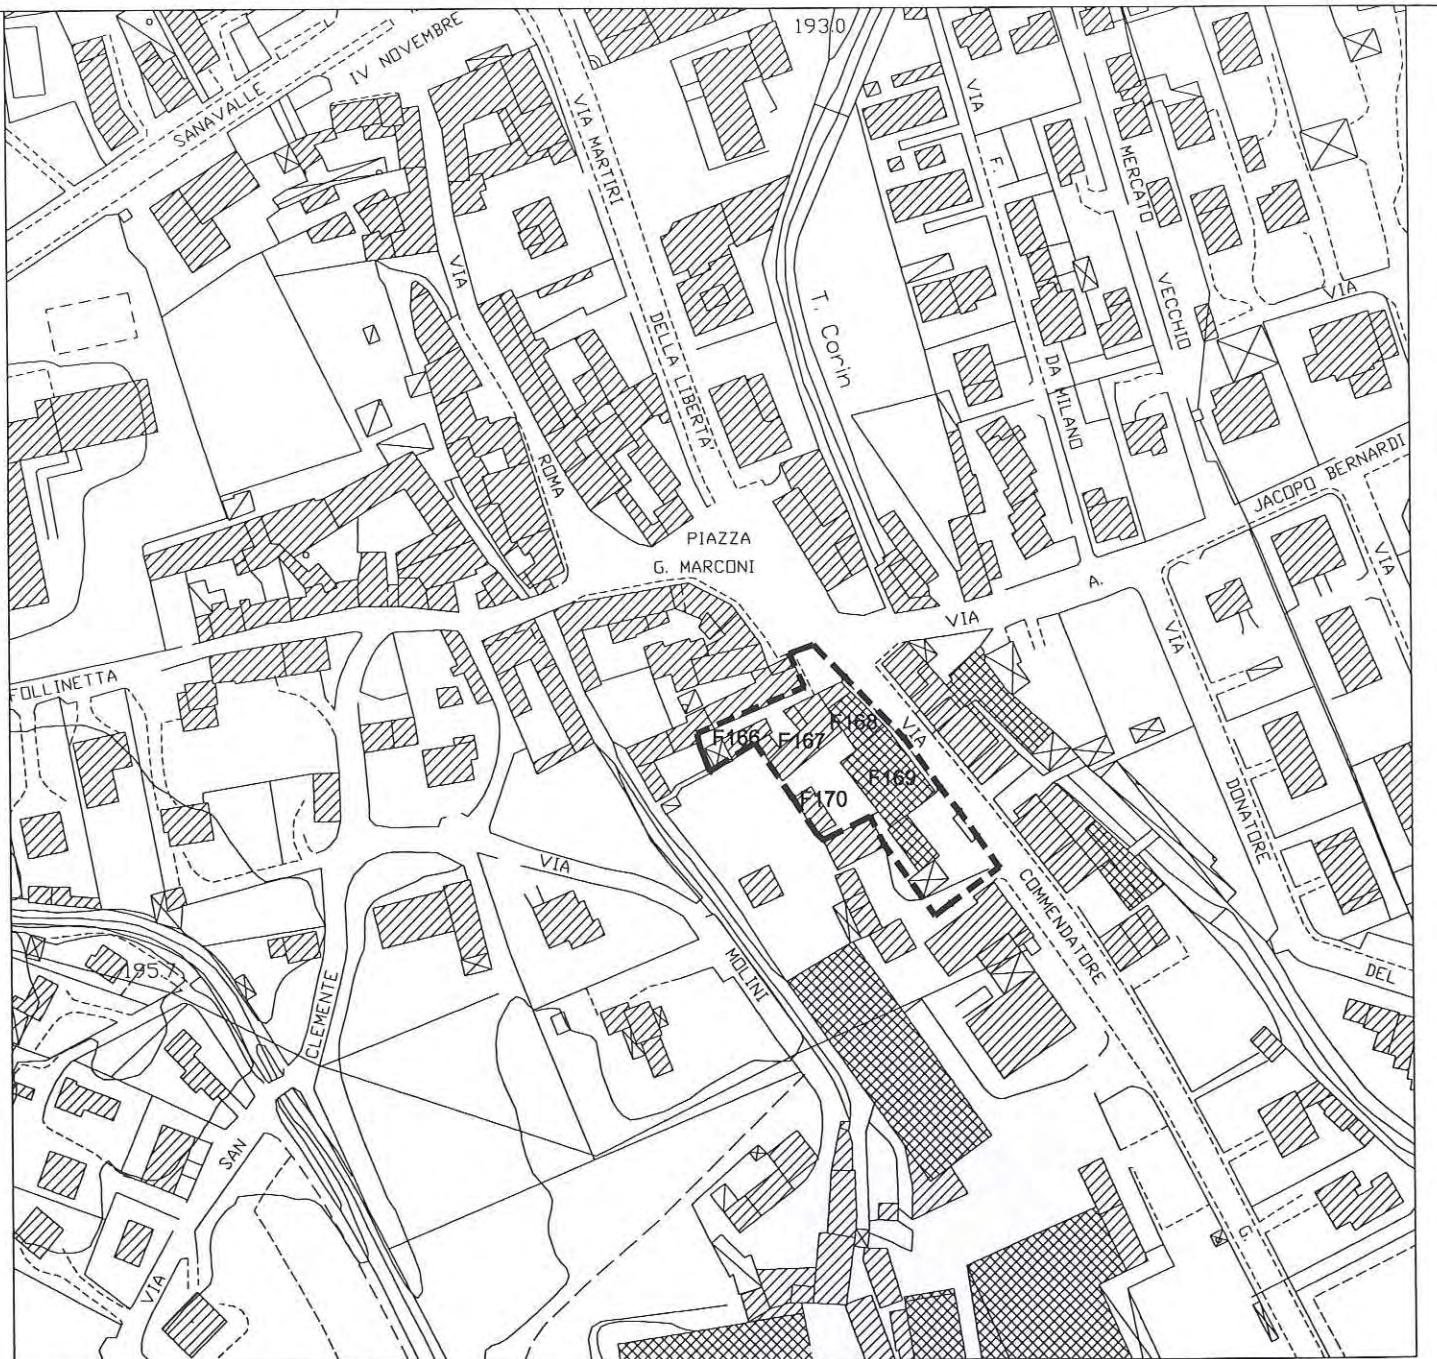 193.0
SANAVALLE
IV NOVEMBRE
VIA MARTIRI
DELLA LIBERTA'
VIA
F.
DA MILANO
MERCATO
VECCHIO
VIA
VIA
ROMA
T. Corin
JACOPO BERNARDI
VIA
PIAZZA
G. MARCONI
VIA
A.
VIA
DONATORE
DEL
FOLLINETTA
F166
F167
F168
F169
F170
VIA
COMMENDATORE
G.
VIA
MOLINI
195.7
CLEMENTE
SAN
VIA